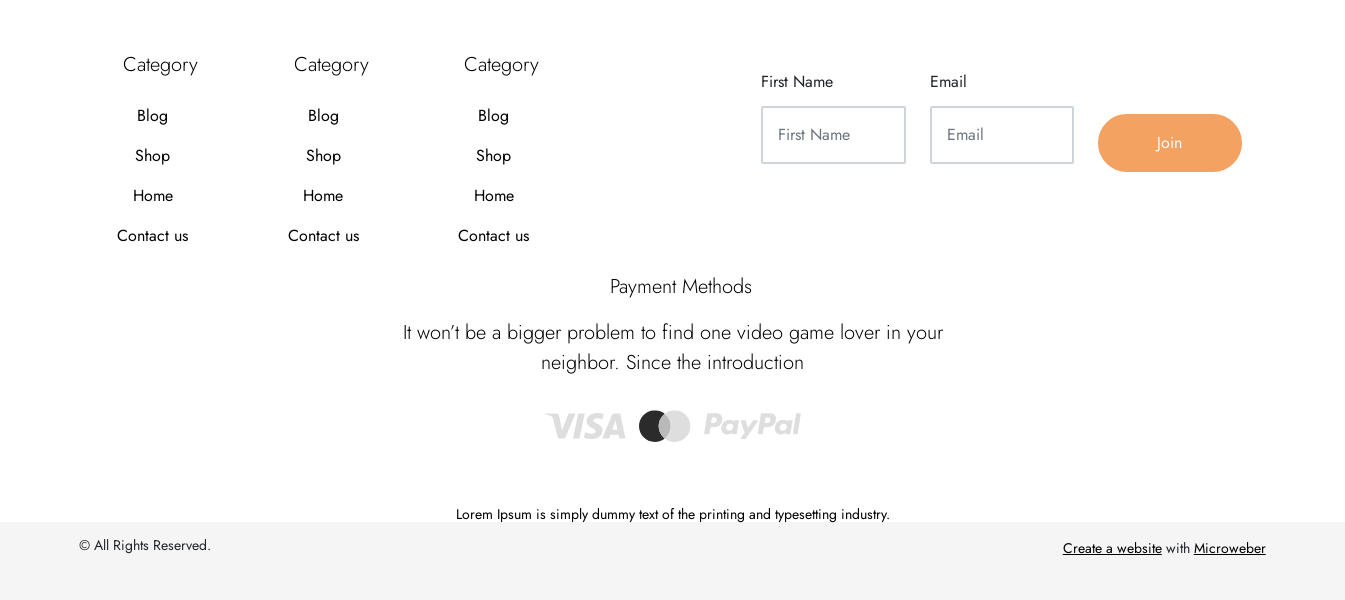 Category
Blog
Shop
Home
Contact us
Category
Blog
Shop
Home
Contact us
Category
Blog
Shop
Home
Contact us
First Name
First Name
Email
Email
Join
Payment Methods
It won’t be a bigger problem to find one video game lover in your
neighbor. Since the introduction
VISA PayPal
Lorem Ipsum is simply dummy text of the printing and typesetting industry.
© All Rights Reserved.
Create a website with Microweber